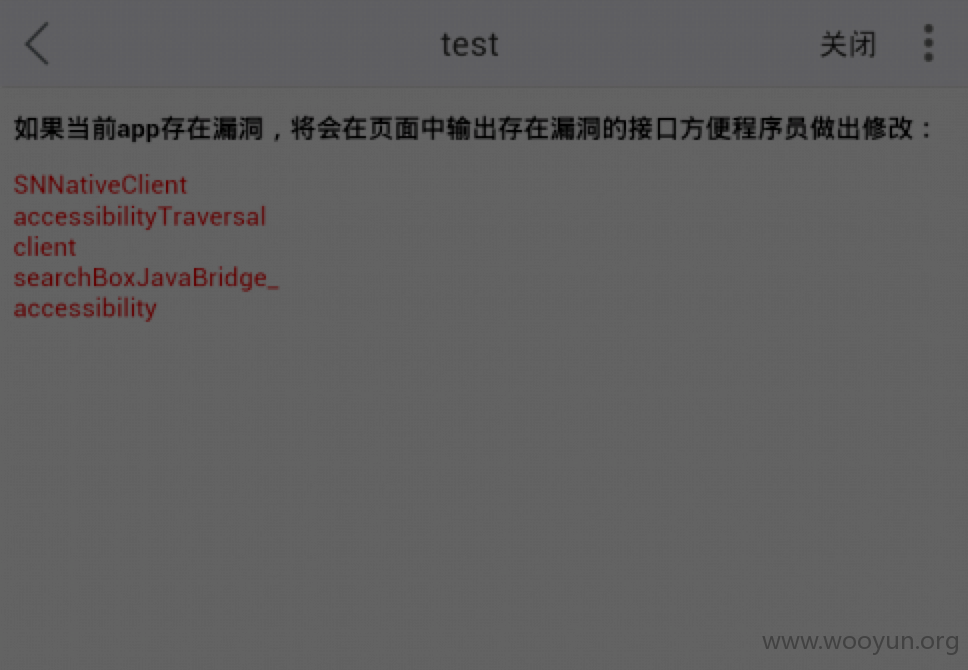 test
关闭
如果当前app存在漏洞，将会在页面中输出存在漏洞的接口方便程序员做出修改：
SNNativeClient
accessibilityTraversal
client
searchBoxJavaBridge_
accessibility
www.wooyun.org